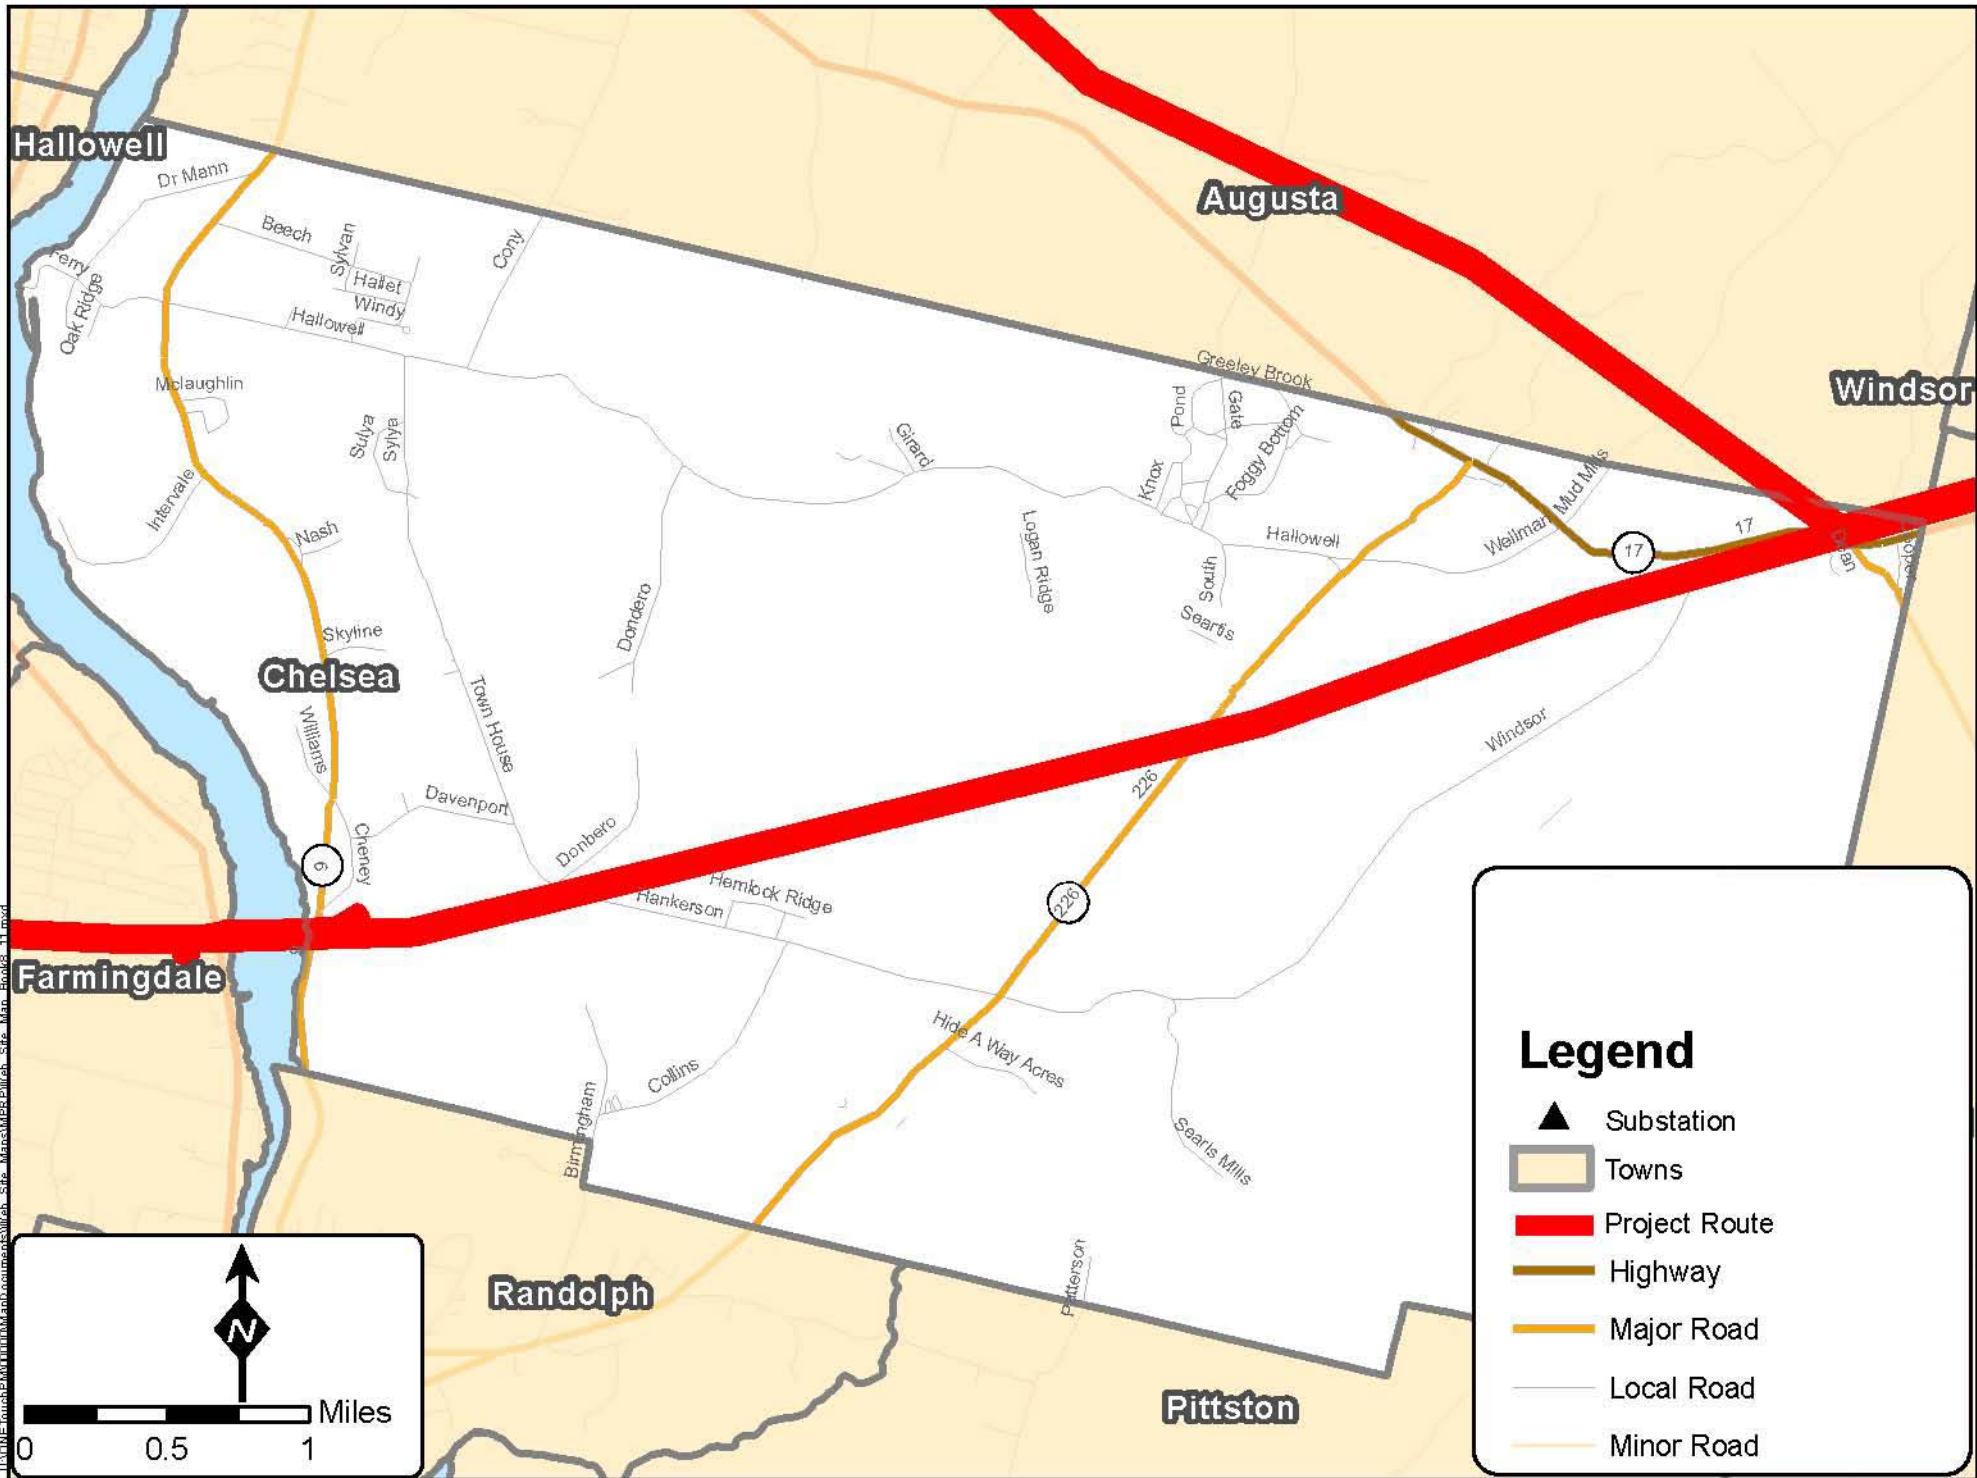 Hallowell
Augusta
Windsor
Chelsea
Farmingdale
Randolph
Pittston
Dr Mann
Beech
Sylvan
Hallet
Windy
Hallowell
Cony
Ferry
Oak Ridge
Mclaughlin
Sulya
Sylva
Intervale
Nash
Skyline
Williams
Town House
Davenport
Cheney
9
Dondero
Donbero
Girard
Greeley Brook
Pond
Gate
Foggy Bottom
Knox
Logan Ridge
Hallowell
South
Wellman
Mud Mills
17
17
Dean
226
226
Windsor
Hankerson
Hemlock Ridge
Hide A Way Acres
Collins
Birmingham
Searls Mills
Patterson
Legend
Substation
Towns
Project Route
Highway
Major Road
Local Road
Minor Road
N
Miles
0 0.5 1